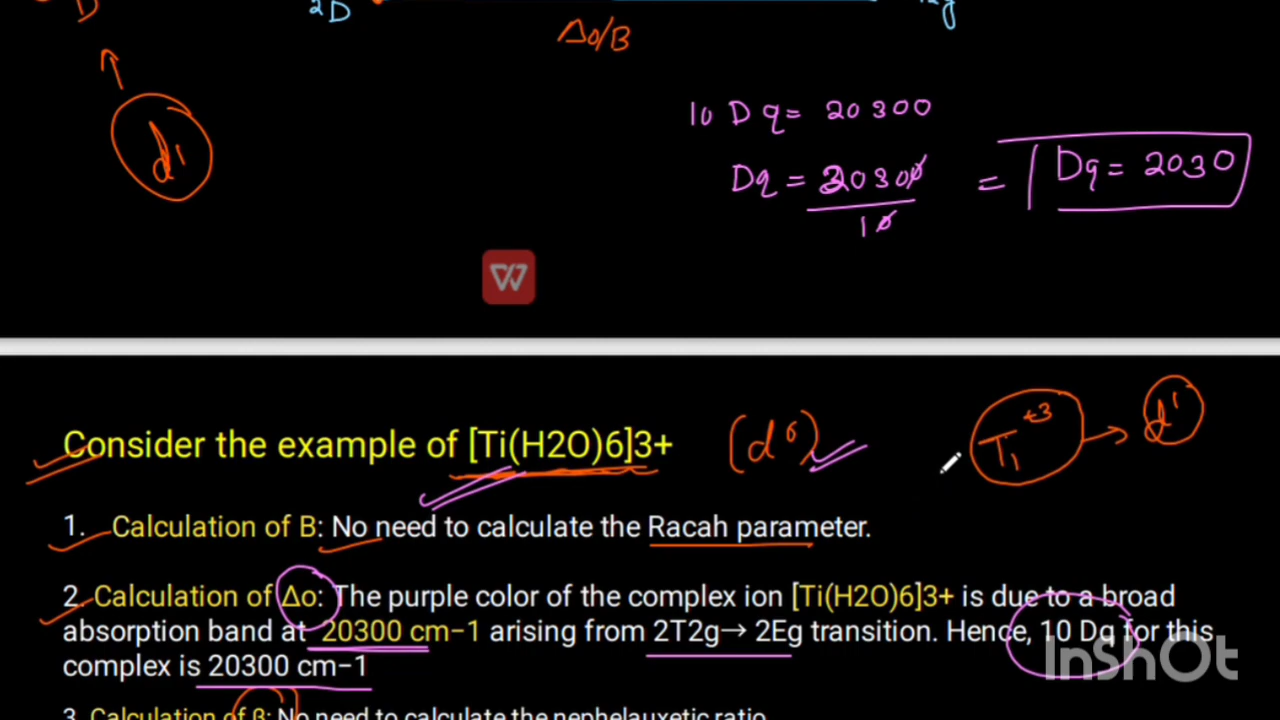 D
2D
Δo/B
d1
10 Dq = 20300
Dq = 20300
10
= Dq = 2030
Consider the example of [Ti(H2O)6]3+ (d0)
Ti+3 → d1
1. Calculation of B: No need to calculate the Racah parameter.
2. Calculation of Δo: The purple color of the complex ion [Ti(H2O)6]3+ is due to a broad
absorption band at 20300 cm−1 arising from 2T2g→ 2Eg transition. Hence, 10 Dq for this
complex is 20300 cm−1
InShOt
3. Calculation of β: No need to calculate the nephelauxetic ratio